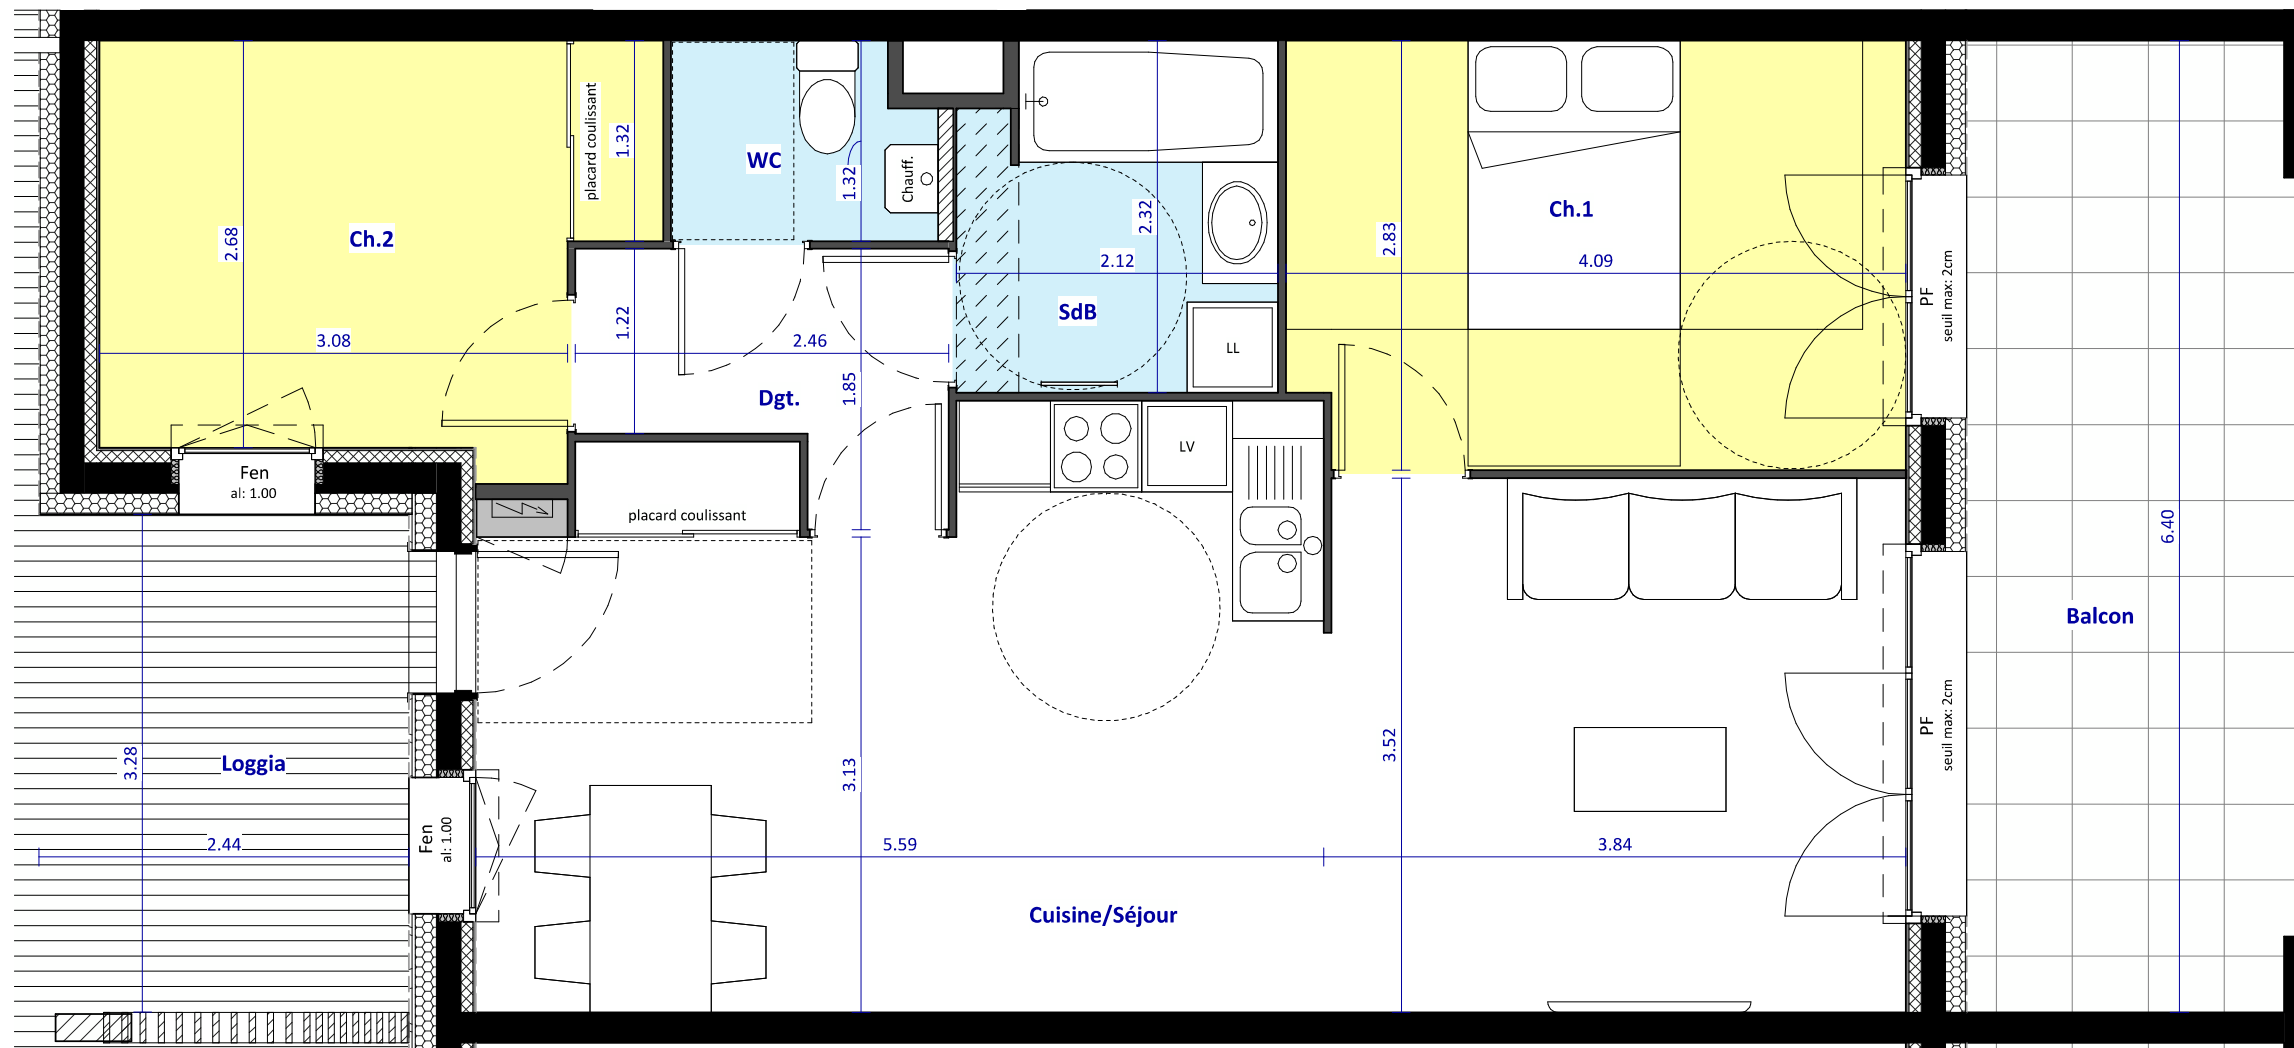 placard coulissant
1.32
WC
1.32
Chauff.
2.32
Ch.1
Ch.2
2.68
2.83
2.12
4.09
PF
seuil max: 2cm
SdB
1.22
3.08
2.46
LL
1.85
Dgt.
LV
Fen
al: 1.00
placard coulissant
6.40
Balcon
PF
seuil max: 2cm
3.28
Loggia
3.13
3.52
2.44
Fen
al: 1.00
5.59
3.84
Cuisine/Séjour